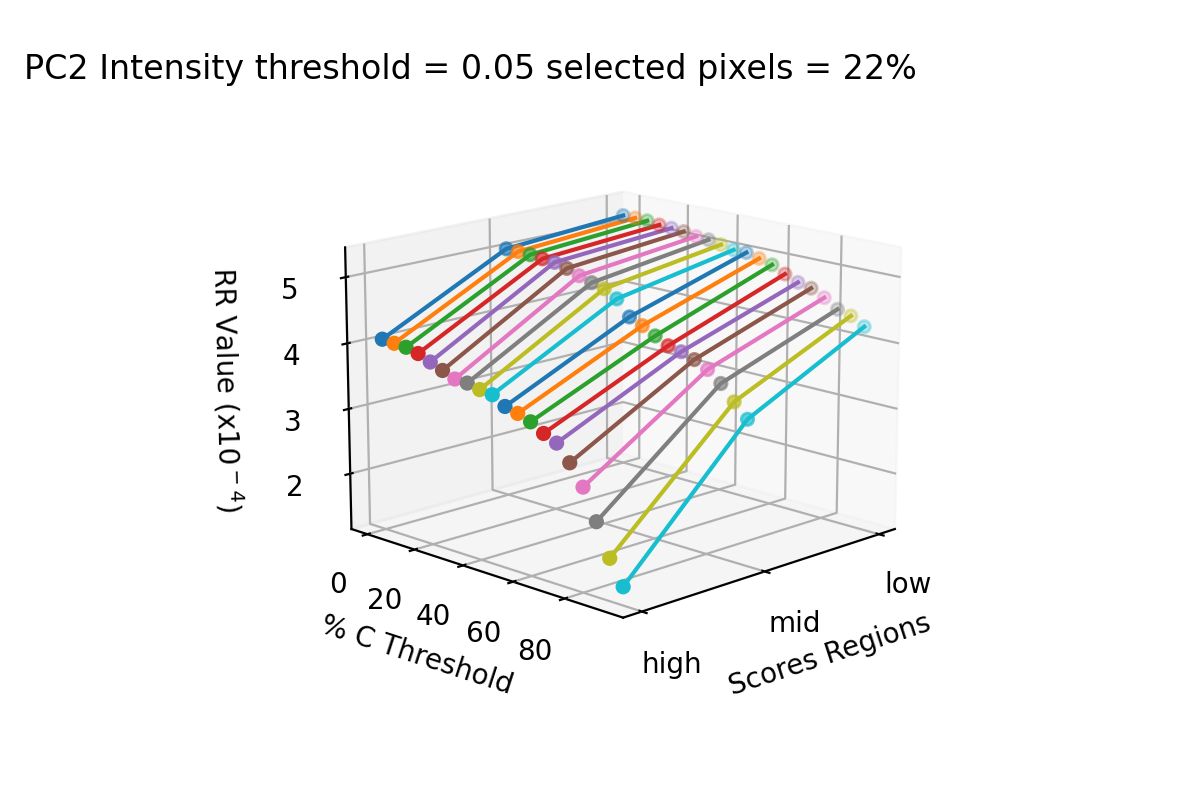 PC2 Intensity threshold = 0.05 selected pixels = 22%
RR Value (x10⁻⁴)
5
4
3
2
0
20
40
60
80
% C Threshold
high
mid
low
Scores Regions